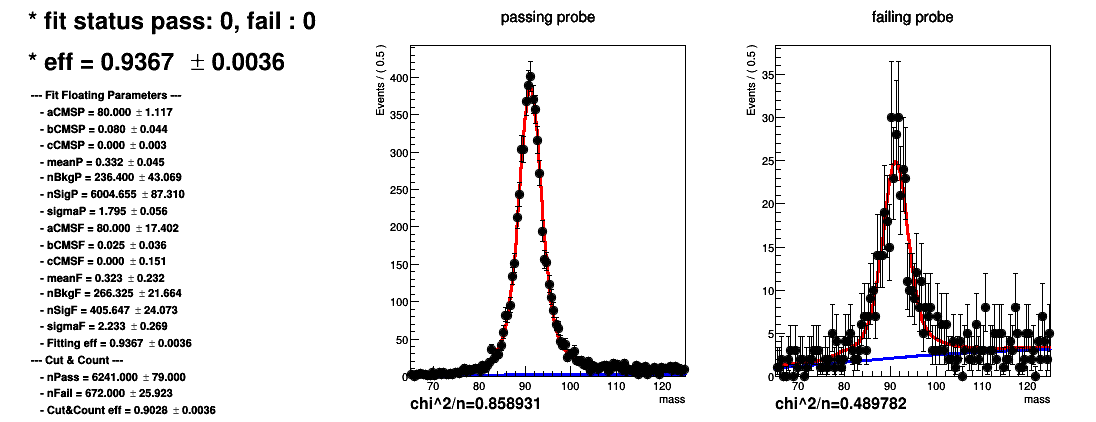 * fit status pass: 0, fail : 0
* eff = 0.9367 ± 0.0036
--- Fit Floating Parameters ---
- aCMSP = 80.000 ± 1.117
- bCMSP = 0.080 ± 0.044
- cCMSP = 0.000 ± 0.003
- meanP = 0.332 ± 0.045
- nBkgP = 236.400 ± 43.069
- nSigP = 6004.655 ± 87.310
- sigmaP = 1.795 ± 0.056
- aCMSF = 80.000 ± 17.402
- bCMSF = 0.025 ± 0.036
- cCMSF = 0.000 ± 0.151
- meanF = 0.323 ± 0.232
- nBkgF = 266.325 ± 21.664
- nSigF = 405.647 ± 24.073
- sigmaF = 2.233 ± 0.269
- Fitting eff = 0.9367 ± 0.0036
--- Cut & Count ---
- nPass = 6241.000 ± 79.000
- nFail = 672.000 ± 25.923
- Cut&Count eff = 0.9028 ± 0.0036
passing probe
Events / ( 0.5 )
400
350
300
250
200
150
100
50
0
70 80 90 100 110 120
mass
chi^2/n=0.858931
failing probe
Events / ( 0.5 )
35
30
25
20
15
10
5
0
70 80 90 100 110 120
mass
chi^2/n=0.489782